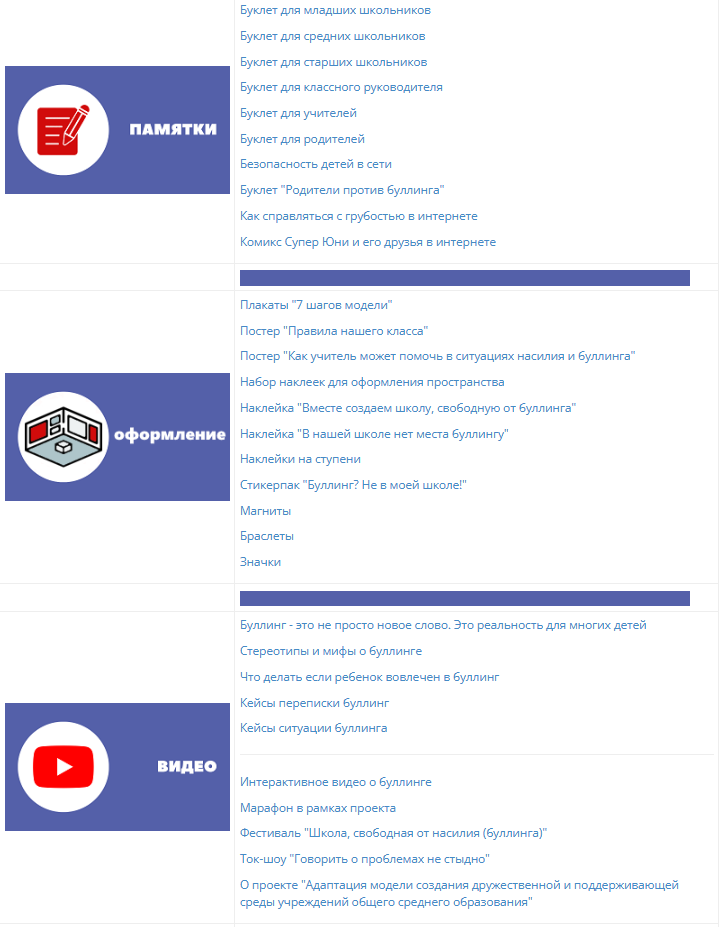 Буклет для младших школьников
Буклет для средних школьников
Буклет для старших школьников
Буклет для классного руководителя
Буклет для учителей
Буклет для родителей
Безопасность детей в сети
Буклет "Родители против буллинга"
Как справляться с грубостью в интернете
Комикс Супер Юни и его друзья в интернете
ПАМЯТКИ
Плакаты "7 шагов модели"
Постер "Правила нашего класса"
Постер "Как учитель может помочь в ситуациях насилия и буллинга"
Набор наклеек для оформления пространства
Наклейка "Вместе создаем школу, свободную от буллинга"
Наклейка "В нашей школе нет места буллингу"
Наклейки на ступени
Стикерпак "Буллинг? Не в моей школе!"
Магниты
Браслеты
Значки
оформление
Буллинг - это не просто новое слово. Это реальность для многих детей
Стереотипы и мифы о буллинге
Что делать если ребенок вовлечен в буллинг
Кейсы переписки буллинг
Кейсы ситуации буллинга
Интерактивное видео о буллинге
Марафон в рамках проекта
Фестиваль "Школа, свободная от насилия (буллинга)"
Ток-шоу "Говорить о проблемах не стыдно"
О проекте "Адаптация модели создания дружественной и поддерживающей
среды учреждений общего среднего образования"
ВИДЕО